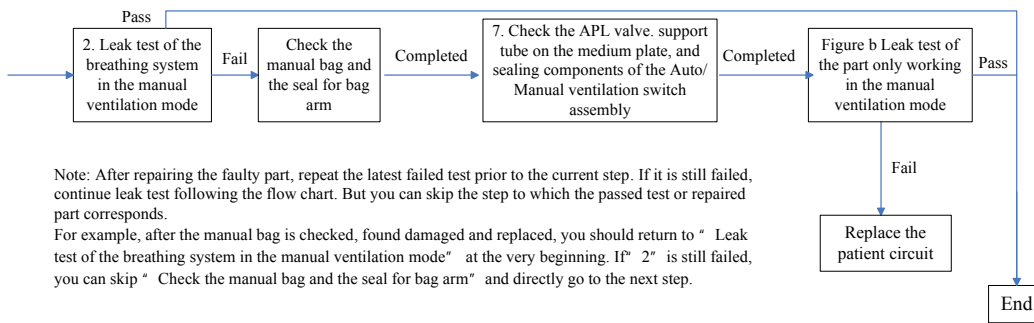 Pass
2. Leak test of the
breathing system
in the manual
ventilation mode
Fail
Check the
manual bag and
the seal for bag
arm
Completed
7. Check the APL valve. support
tube on the medium plate, and
sealing components of the Auto/
Manual ventilation switch
assembly
Completed
Figure b Leak test of
the part only working
in the manual
ventilation mode
Pass
Fail
Replace the
patient circuit
End
Note: After repairing the faulty part, repeat the latest failed test prior to the current step. If it is still failed,
continue leak test following the flow chart. But you can skip the step to which the passed test or repaired
part corresponds.
For example, after the manual bag is checked, found damaged and replaced, you should return to “ Leak
test of the breathing system in the manual ventilation mode” at the very beginning. If“ 2” is still failed,
you can skip “ Check the manual bag and the seal for bag arm” and directly go to the next step.